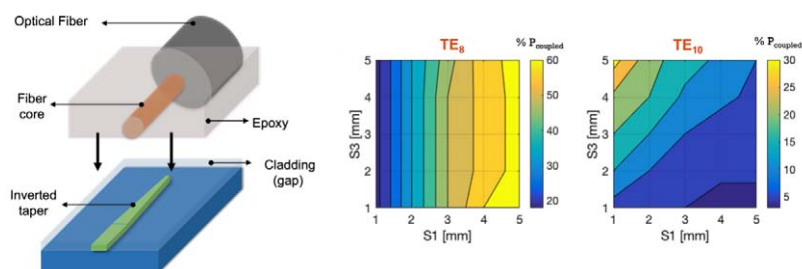 Optical Fiber
Fiber
core
Epoxy
Cladding
(gap)
Inverted
taper
TE8
% Pcoupled
5
4
3
2
1
S3 [mm]
1 2 3 4 5
S1 [mm]
60
50
40
30
20
TE10
% Pcoupled
5
4
3
2
1
S3 [mm]
1 2 3 4 5
S1 [mm]
30
25
20
15
10
5